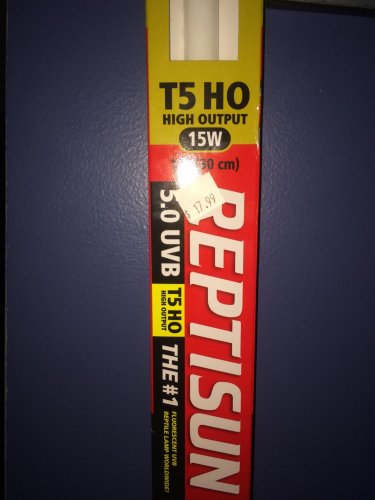 T5 HO
HIGH OUTPUT
15W
(30 cm)
$ 17.99
REPTISUN
5.0 UVB
T5 HO
HIGH OUTPUT
THE #1
FLUORESCENT UVB
REPTILE LAMP WORLDWIDE!